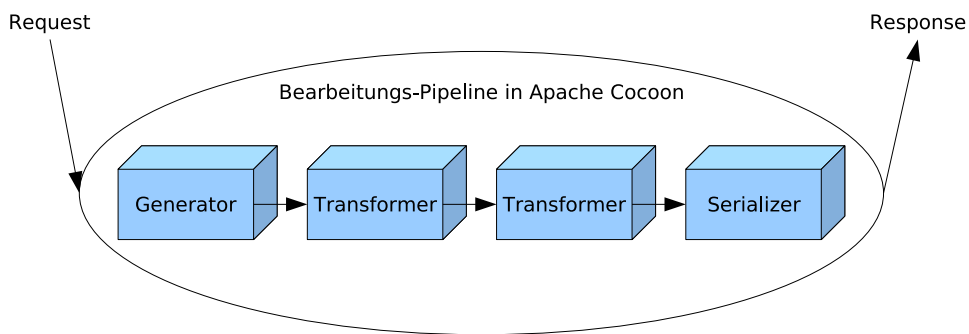 Request
Response
Bearbeitungs-Pipeline in Apache Cocoon
Generator
Transformer
Transformer
Serializer